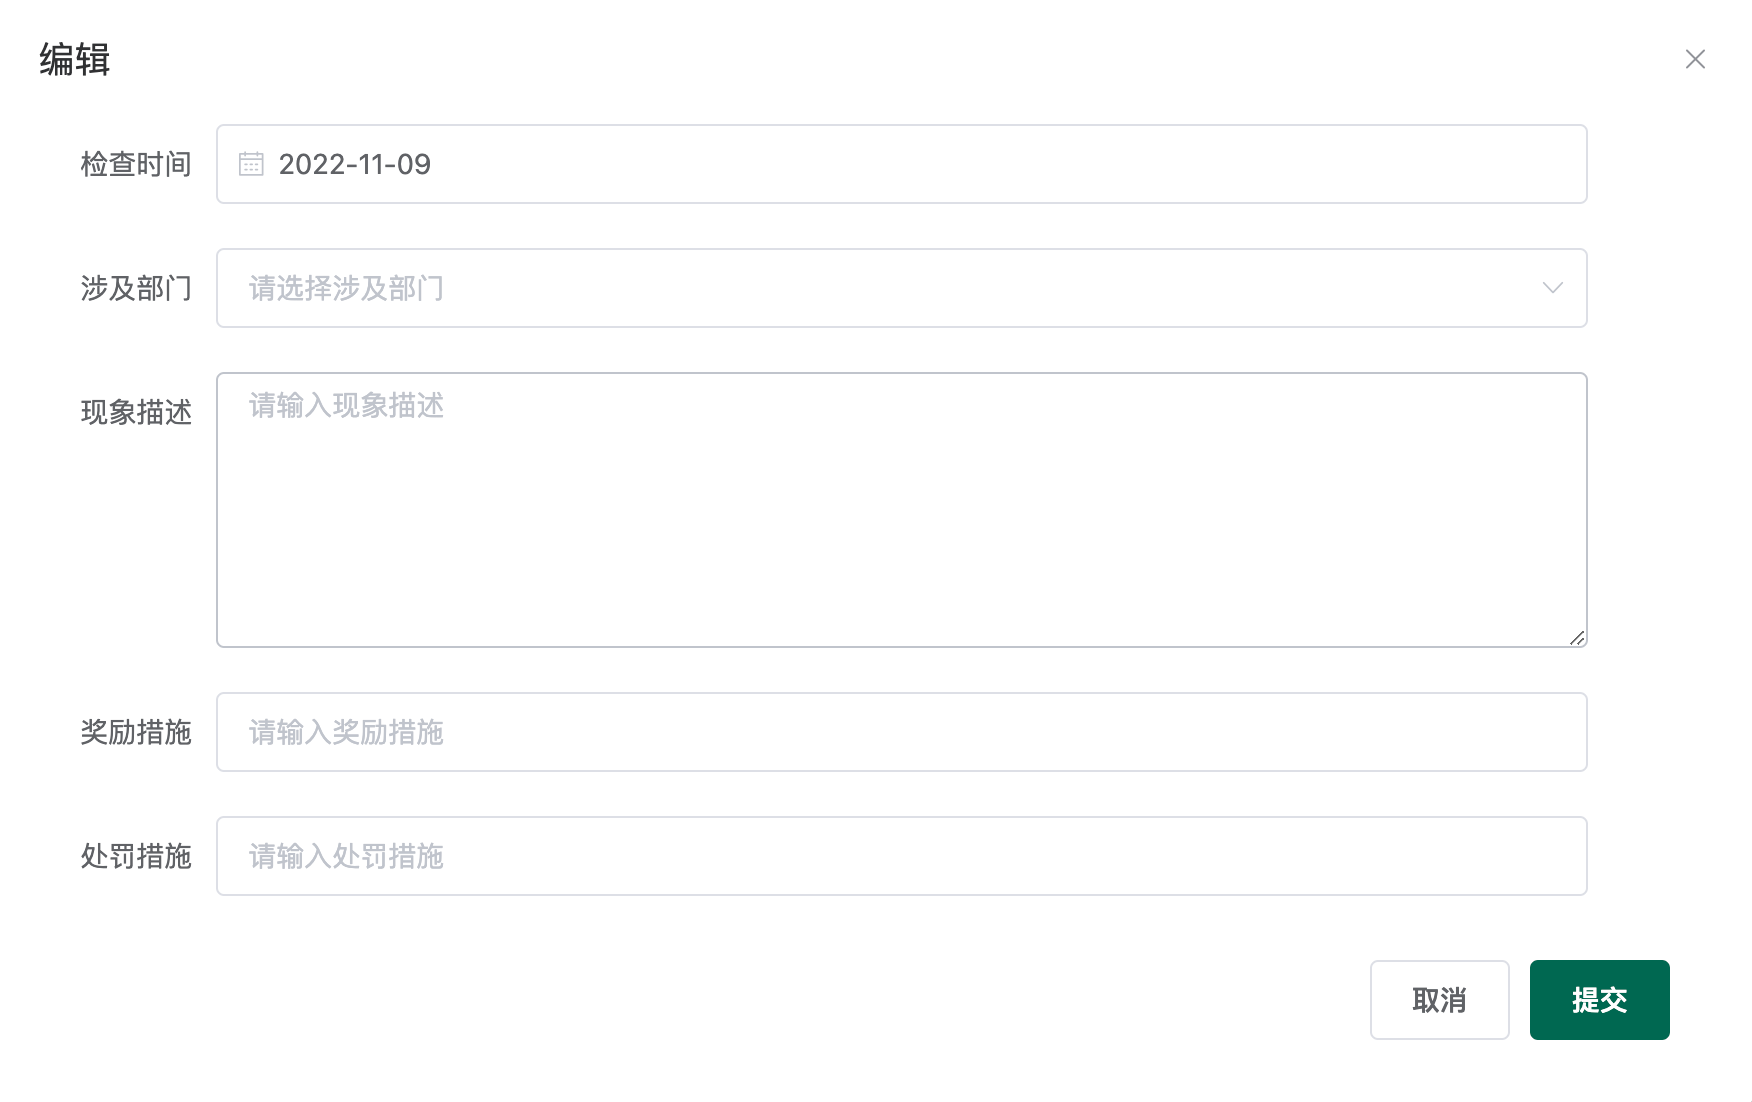 编辑
检查时间 2022-11-09
涉及部门 请选择涉及部门
现象描述 请输入现象描述
奖励措施 请输入奖励措施
处罚措施 请输入处罚措施
取消 提交